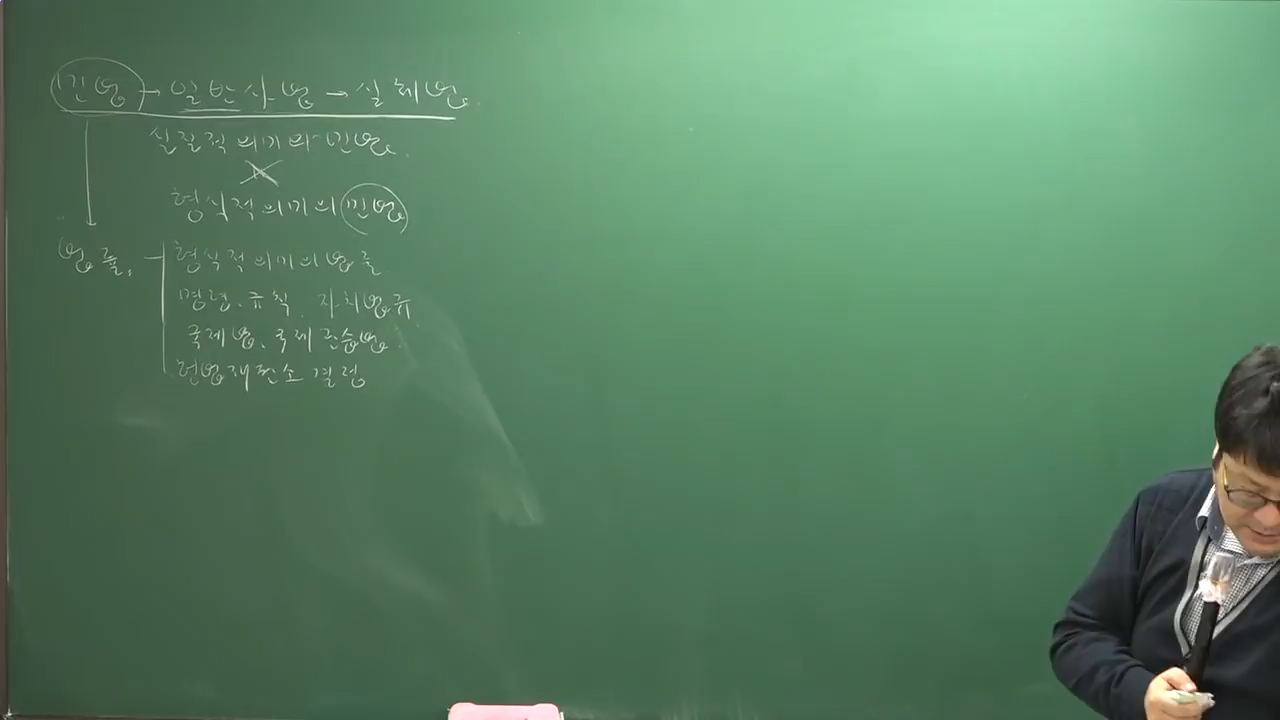 민법 → 일반사법 → 실체법.
실질적 의미의 민법.
×
형식적 의미의 민법
법률, 형식적 의미의 법률
명령, 규칙, 자치법규
국제법, 국제관습법.
헌법재판소 결정